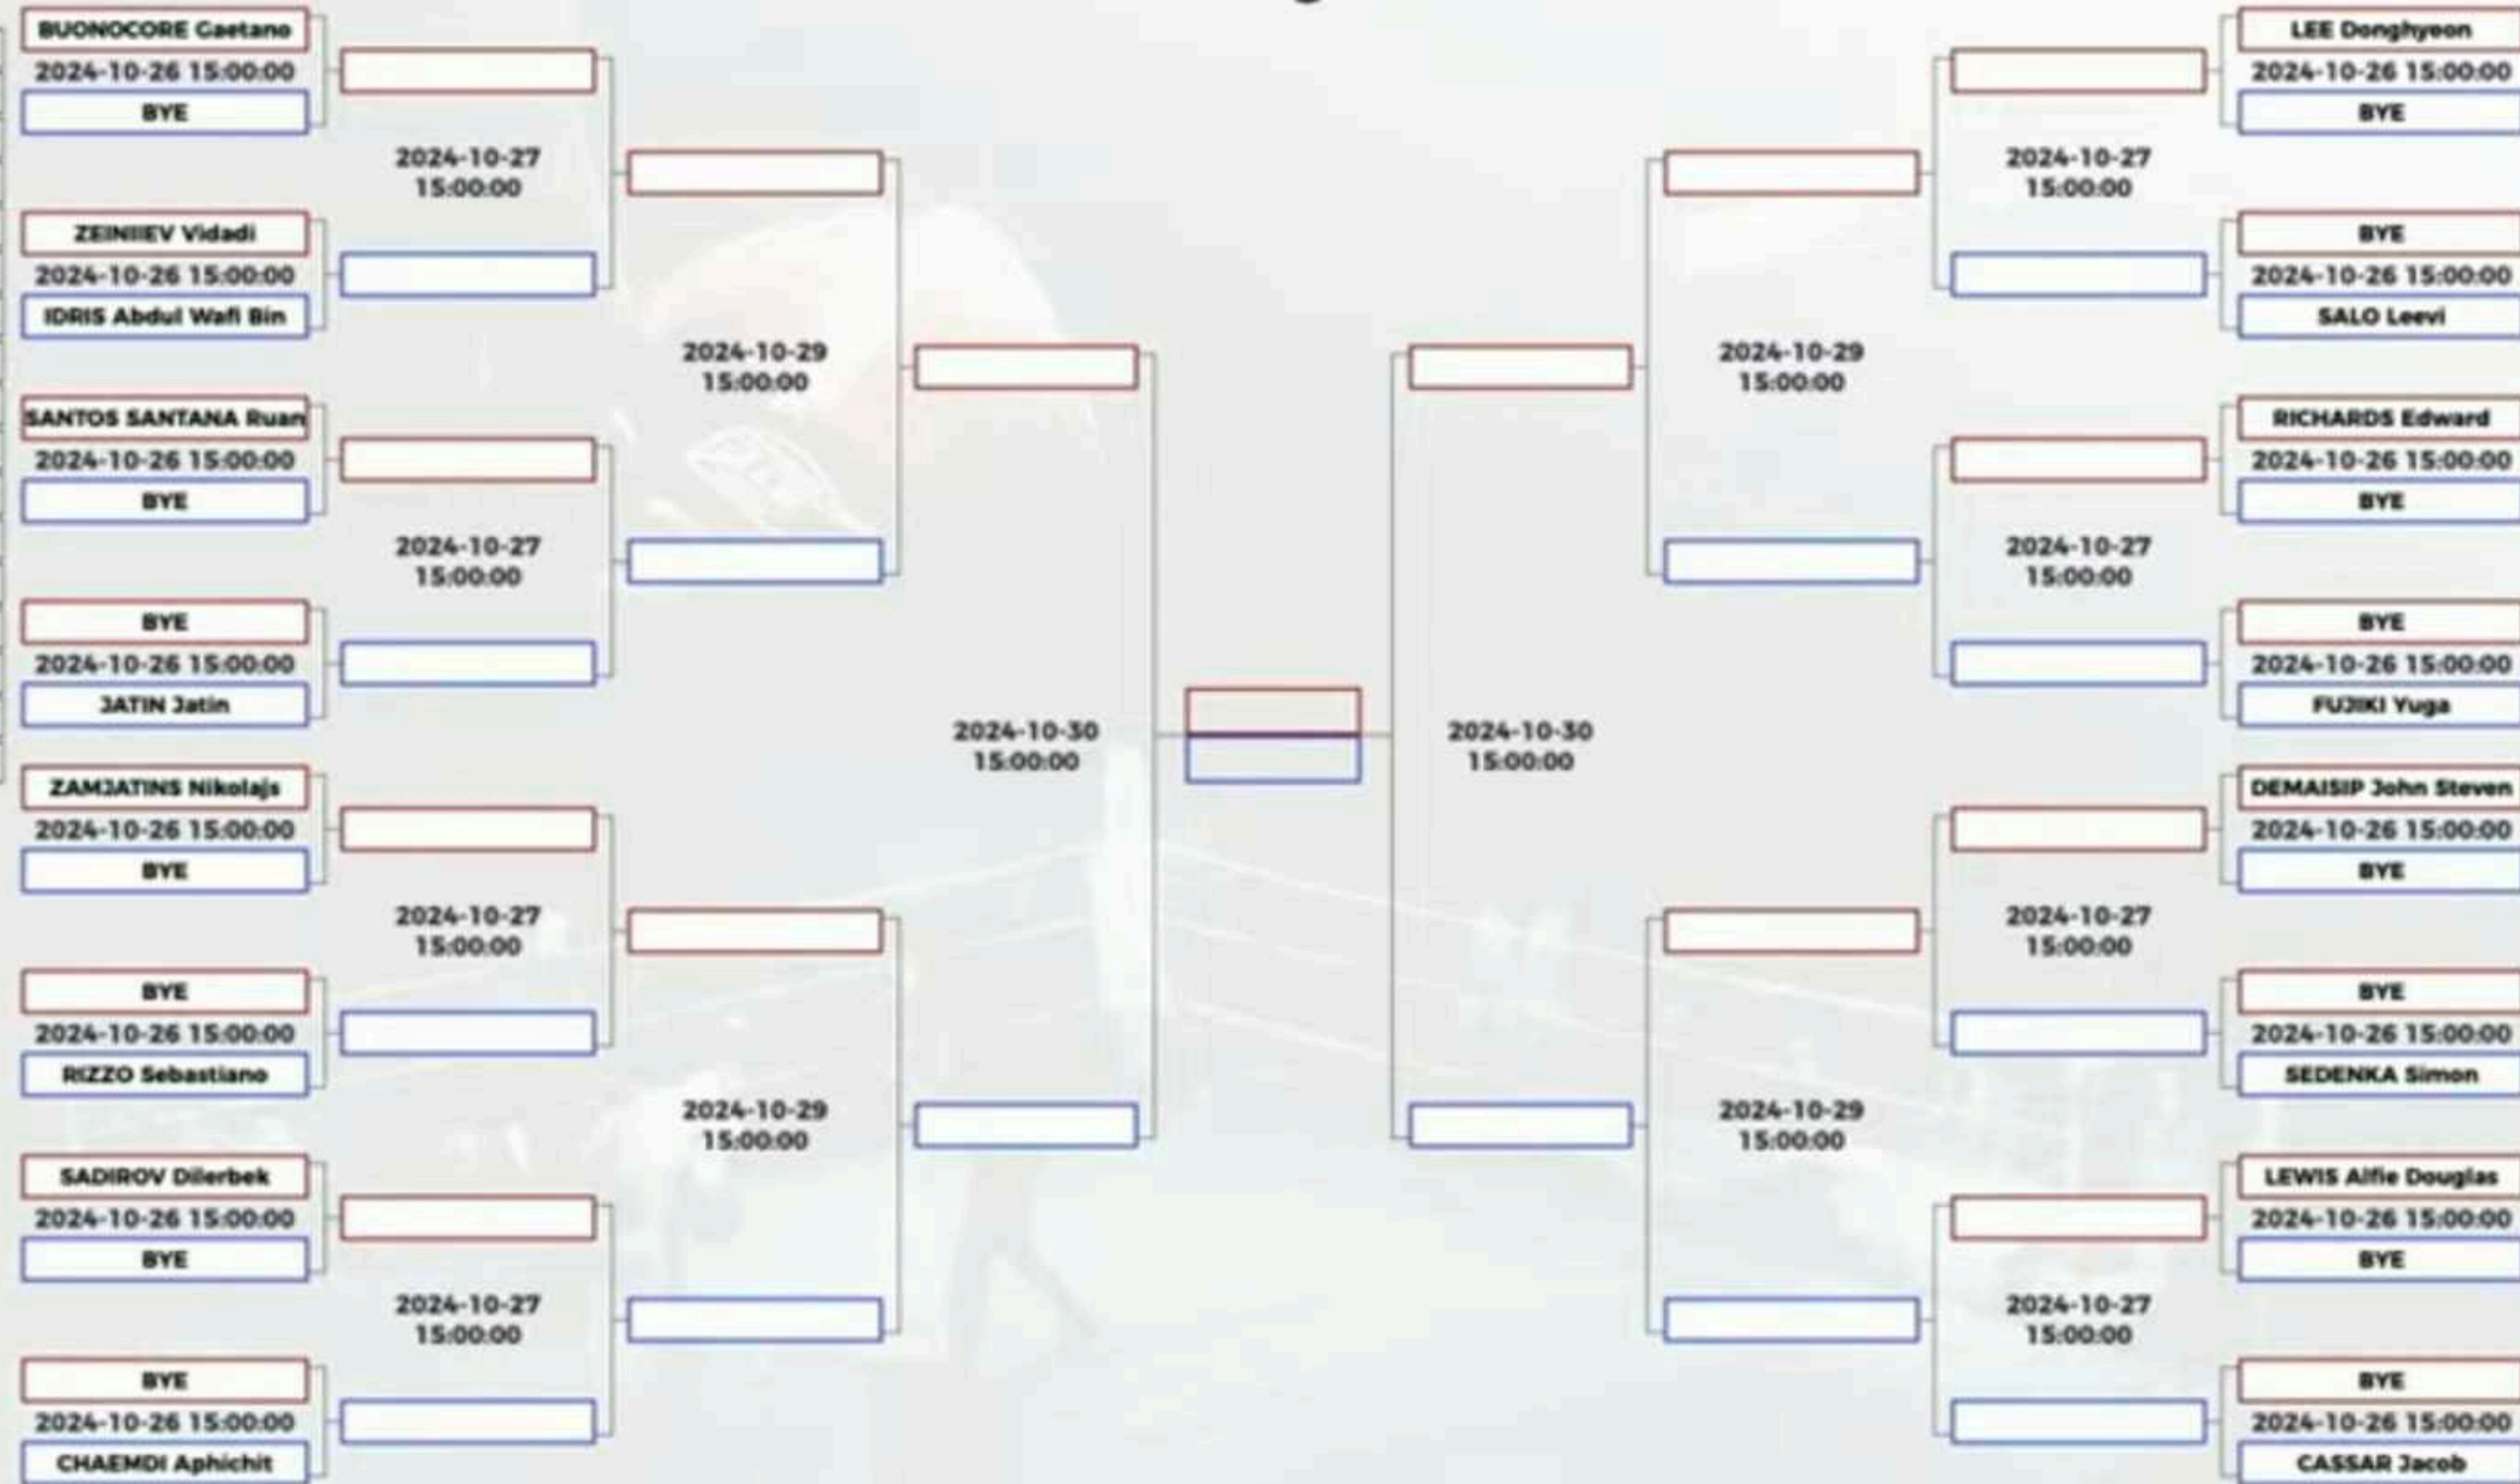 BUONOCORE Gaetano
2024-10-26 15:00:00
BYE
2024-10-27
15:00:00
ZEINIIEV Vidadi
2024-10-26 15:00:00
IDRIS Abdul Wafi Bin
2024-10-29
15:00:00
SANTOS SANTANA Ruan
2024-10-26 15:00:00
BYE
2024-10-27
15:00:00
BYE
2024-10-26 15:00:00
JATIN Jatin
2024-10-30
15:00:00
ZAMJATINS Nikolajs
2024-10-26 15:00:00
BYE
2024-10-27
15:00:00
BYE
2024-10-26 15:00:00
RIZZO Sebastiano
2024-10-29
15:00:00
SADIROV Dilerbek
2024-10-26 15:00:00
BYE
2024-10-27
15:00:00
BYE
2024-10-26 15:00:00
CHAEMDI Aphichit
LEE Donghyeon
2024-10-26 15:00:00
BYE
2024-10-27
15:00:00
BYE
2024-10-26 15:00:00
SALO Leevi
2024-10-29
15:00:00
RICHARDS Edward
2024-10-26 15:00:00
BYE
2024-10-27
15:00:00
BYE
2024-10-26 15:00:00
FUJIKI Yuga
2024-10-30
15:00:00
DEMAISIP John Steven
2024-10-26 15:00:00
BYE
2024-10-27
15:00:00
BYE
2024-10-26 15:00:00
SEDENKA Simon
2024-10-29
15:00:00
LEWIS Alfie Douglas
2024-10-26 15:00:00
BYE
2024-10-27
15:00:00
BYE
2024-10-26 15:00:00
CASSAR Jacob